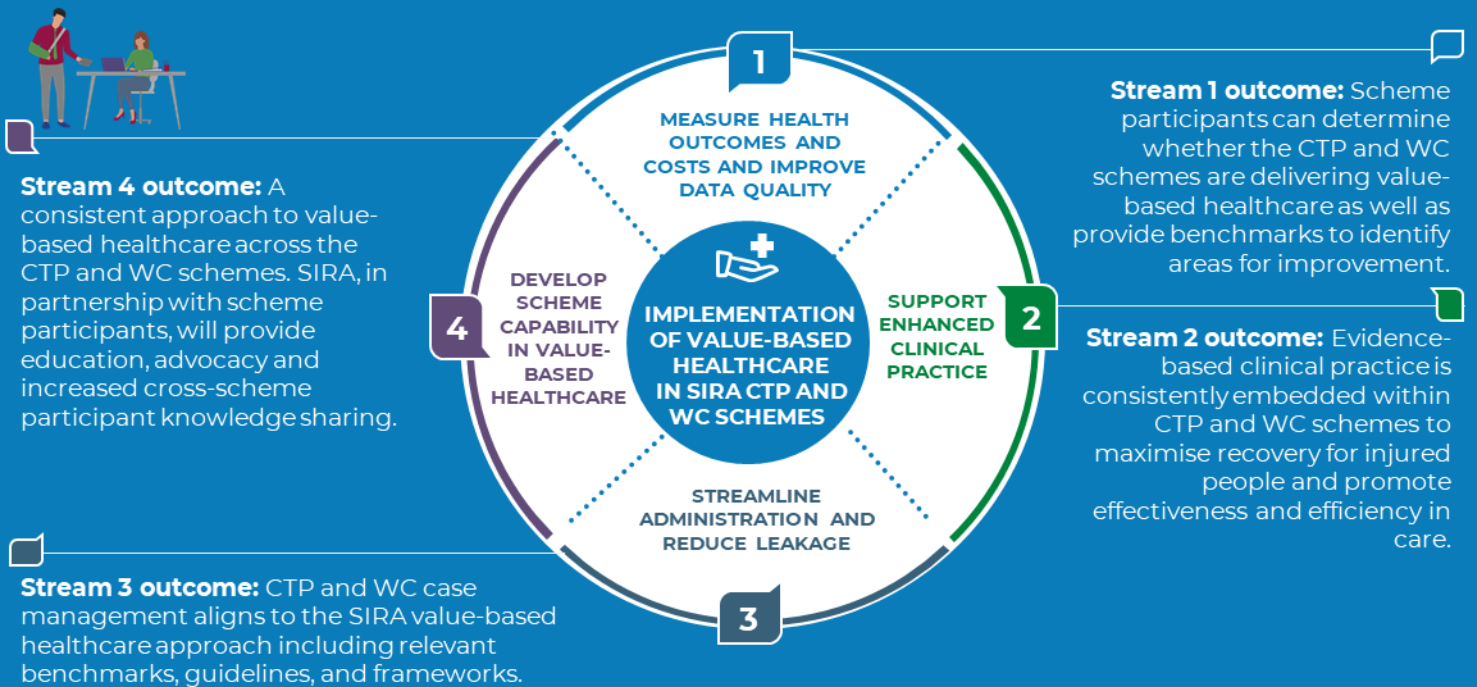 1
MEASURE HEALTH
OUTCOMES AND
COSTS AND IMPROVE
DATA QUALITY
Stream 1 outcome: Scheme
participants can determine
whether the CTP and WC
schemes are delivering value-
based healthcare as well as
provide benchmarks to identify
areas for improvement.
2
SUPPORT
ENHANCED
CLINICAL
PRACTICE
Stream 2 outcome: Evidence-
based clinical practice is
consistently embedded within
CTP and WC schemes to
maximise recovery for injured
people and promote
effectiveness and efficiency in
care.
IMPLEMENTATION
OF VALUE-BASED
HEALTHCARE
IN SIRA CTP AND
WC SCHEMES
STREAMLINE
ADMINISTRATION AND
REDUCE LEAKAGE
3
Stream 3 outcome: CTP and WC case
management aligns to the SIRA value-based
healthcare approach including relevant
benchmarks, guidelines, and frameworks.
4
DEVELOP
SCHEME
CAPABILITY
IN VALUE-
BASED
HEALTHCARE
Stream 4 outcome: A
consistent approach to value-
based healthcare across the
CTP and WC schemes. SIRA, in
partnership with scheme
participants, will provide
education, advocacy and
increased cross-scheme
participant knowledge sharing.